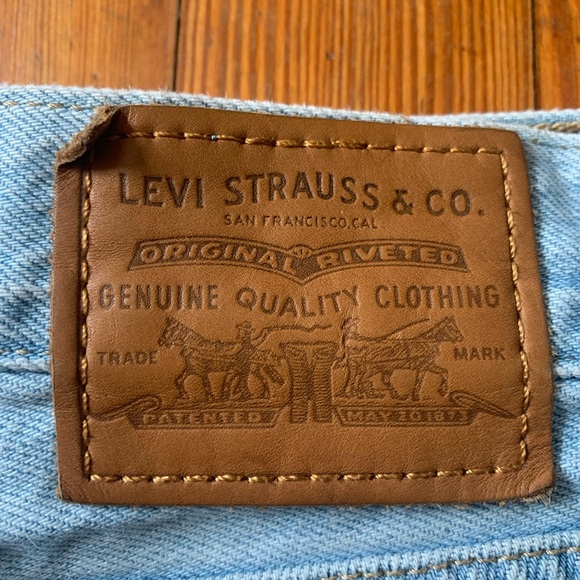 LEVI STRAUSS & CO.
SAN FRANCISCO, CAL.
ORIGINAL RIVETED
GENUINE QUALITY CLOTHING
TRADE MARK
PATENTED MAY 20 1873